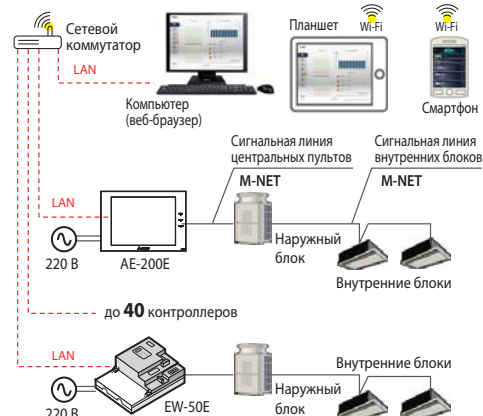 Сетевой
коммутатор
LAN
Компьютер
(веб-браузер)
Планшет
Wi-Fi
Wi-Fi
Смартфон
Сигнальная линия
центральных пультов
M-NET
Сигнальная линия
внутренних блоков
M-NET
LAN
220 В
AE-200E
Наружный
блок
Внутренние блоки
до 40 контроллеров
LAN
220 В
EW-50E
Наружный
блок
Внутренние блоки